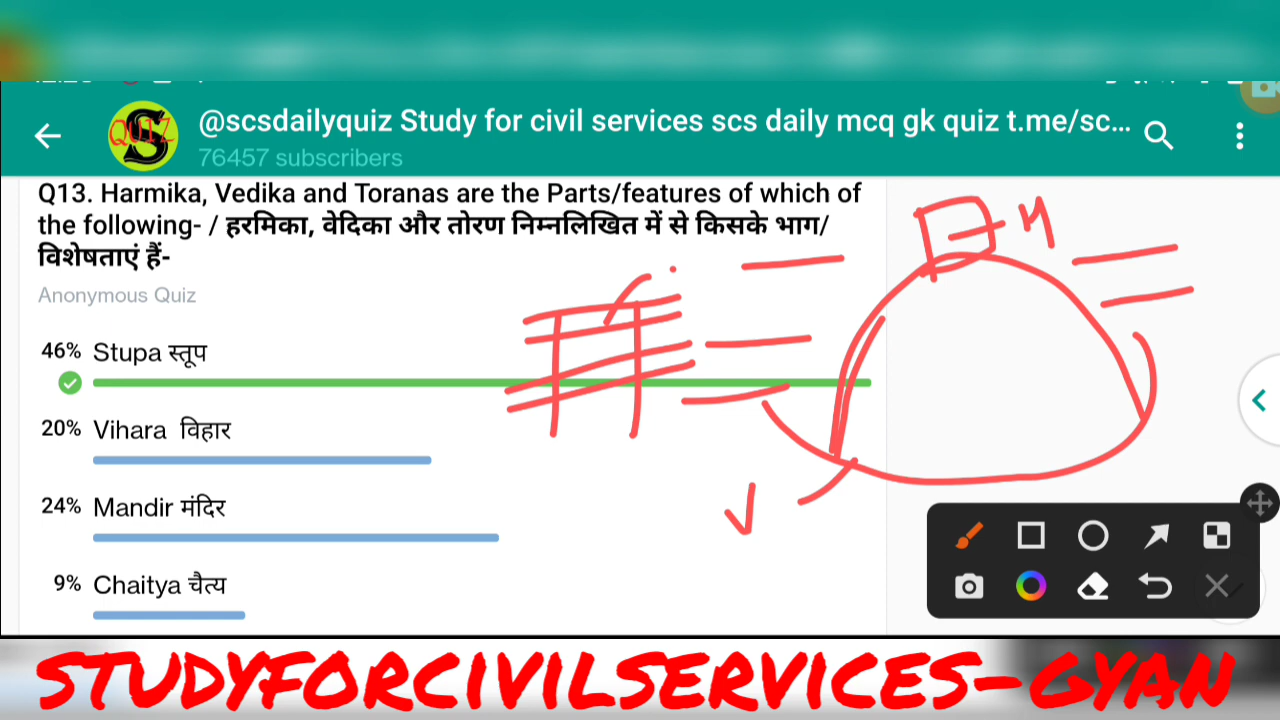 @scsdailyquiz Study for civil services scs daily mcq gk quiz t.me/sc...
76457 subscribers
Q13. Harmika, Vedika and Toranas are the Parts/features of which of
the following- / हरमिका, वेदिका और तोरण निम्नलिखित में से किसके भाग/
विशेषताएं हैं-
Anonymous Quiz
46% Stupa स्तूप
20% Vihara विहार
24% Mandir मंदिर
9% Chaitya चैत्य
STUDYFORCIVILSERVICES-GYAN